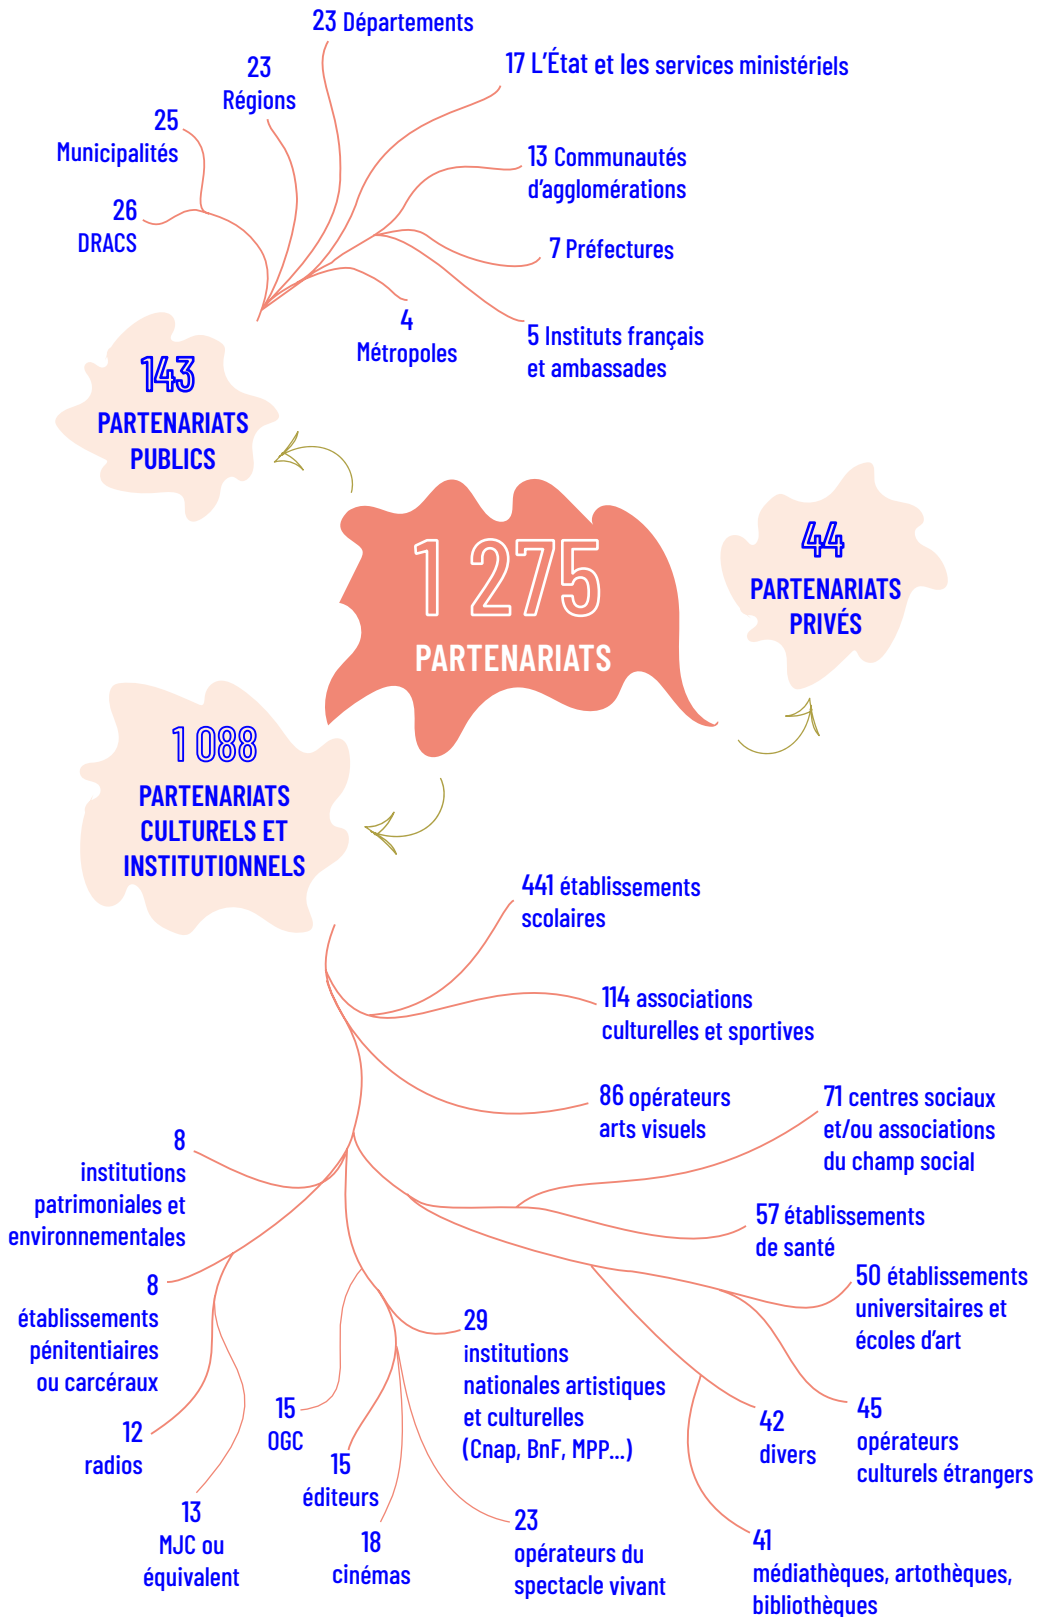 23 Départements
17 L'État et les services ministériels
23
Régions
25
Municipalités
13 Communautés
d'agglomérations
26
DRACS
7 Préfectures
4
Métropoles
5 Instituts français
et ambassades
143
PARTENARIATS
PUBLICS
1 275
PARTENARIATS
44
PARTENARIATS
PRIVÉS
1 088
PARTENARIATS
CULTURELS ET
INSTITUTIONNELS
441 établissements
scolaires
114 associations
culturelles et sportives
86 opérateurs
arts visuels
71 centres sociaux
et/ou associations
du champ social
8
institutions
patrimoniales et
environnementales
57 établissements
de santé
8
établissements
pénitentiaires
ou carcéraux
50 établissements
universitaires et
écoles d'art
29
institutions
nationales artistiques
et culturelles
(Cnap, BnF, MPP...)
15
OGC
12
radios
42
divers
45
opérateurs
culturels étrangers
15
éditeurs
13
MJC ou
équivalent
18
cinémas
23
opérateurs du
spectacle vivant
41
médiathèques, artothèques,
bibliothèques